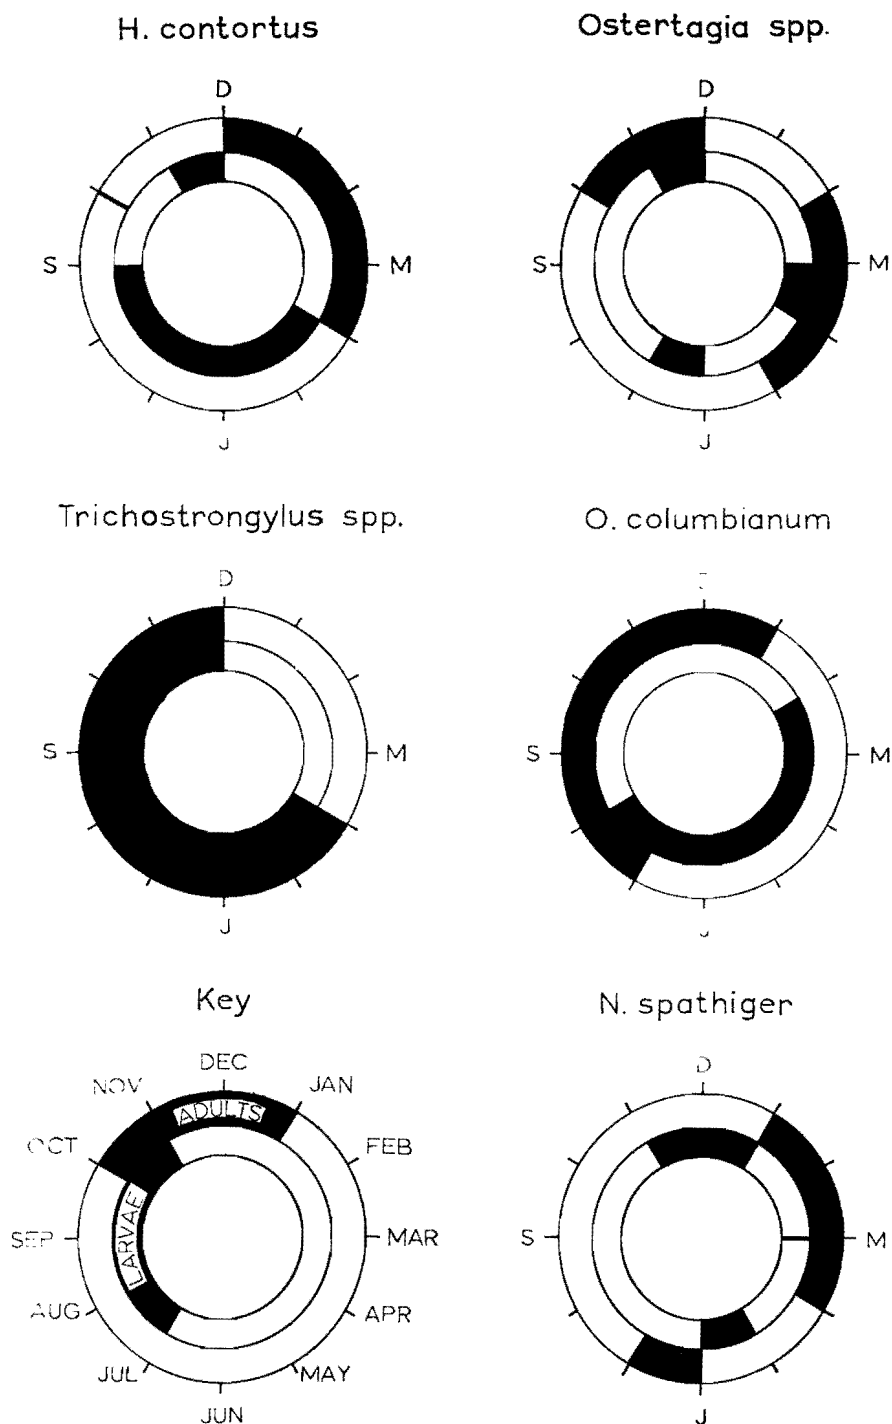 H. contortus
Ostertagia spp.
D
D
S
M
S
M
J
J
Trichostrongylus spp.
O. columbianum
D
S
M
S
M
J
Key
N. spathiger
DEC
D
NOV
JAN
ADULTS
OCT
FEB
LARVAE
SEP
MAR
S
M
AUG
APR
JUL
MAY
JUN
J